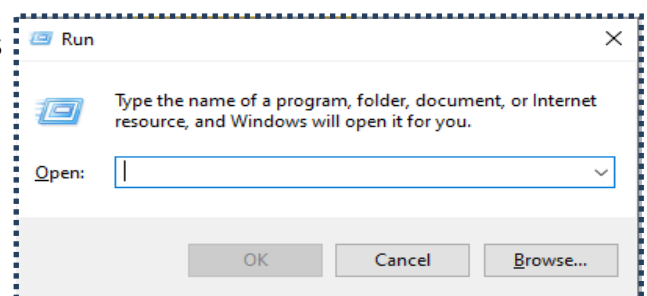 Run
Type the name of a program, folder, document, or Internet
resource, and Windows will open it for you.
Open:
OK Cancel Browse...